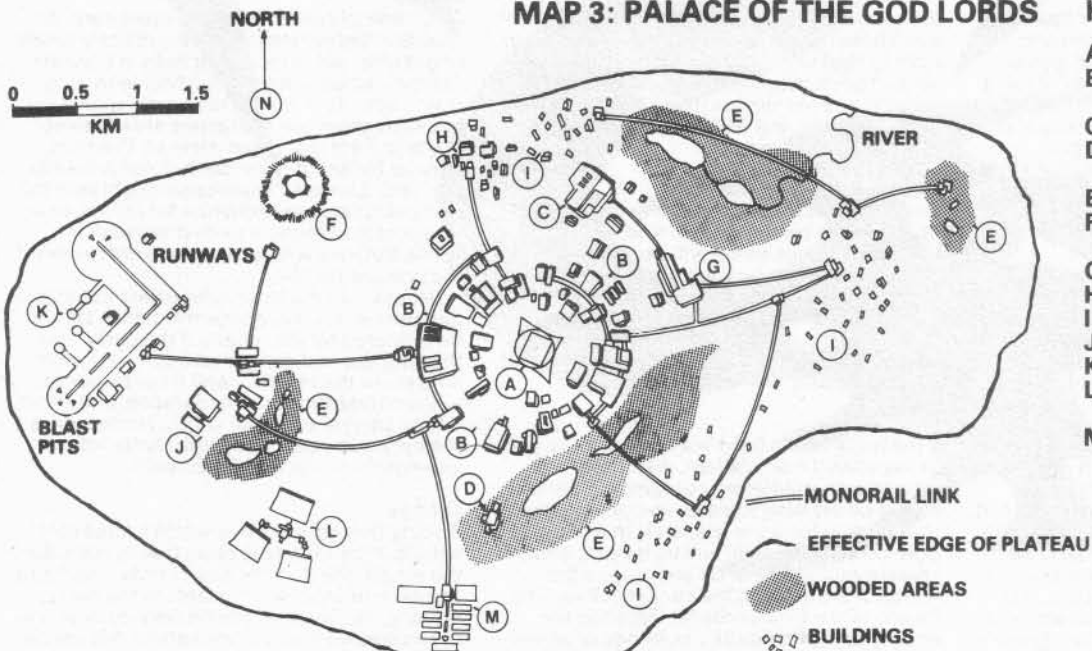 MAP 3: PALACE OF THE GOD LORDS
NORTH
N
0 0.5 1 1.5
KM
H
I
E
RIVER
C
F
E
RUNWAYS
B
G
B
K
I
A
E
BLAST
PITS
J
B
D
L
E
I
M
MONORAIL LINK
EFFECTIVE EDGE OF PLATEAU
WOODED AREAS
BUILDINGS